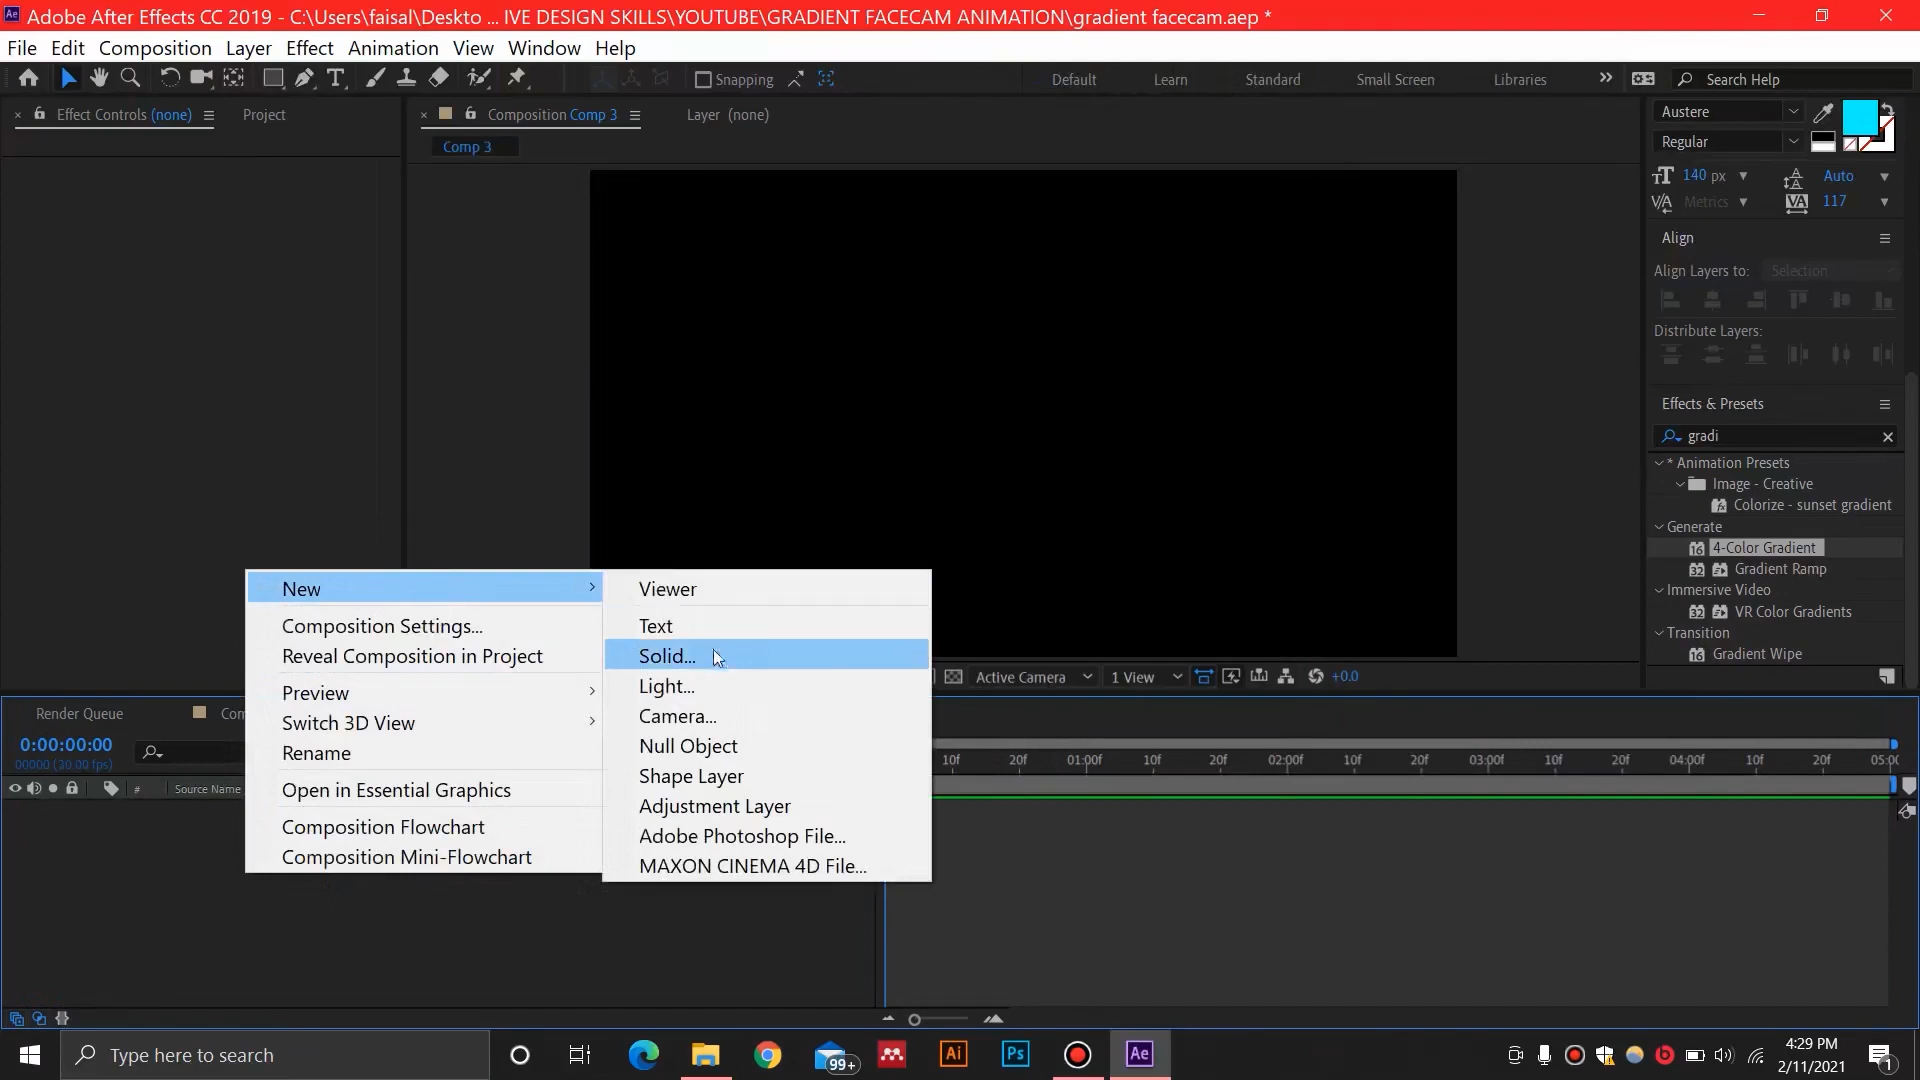 Adobe After Effects CC 2019 - C:\Users\faisal\Deskto ... IVE DESIGN SKILLS\YOUTUBE\GRADIENT FACECAM ANIMATION\gradient facecam.aep *
File Edit Composition Layer Effect Animation View Window Help
Snapping Default Learn Standard Small Screen Libraries Search Help
Effect Controls (none) Project
Composition Comp 3 Layer (none)
Comp 3
Austere
Regular
140 px Auto
Metrics 117
Align
Align Layers to: Selection
Distribute Layers:
Effects & Presets
gradi
* Animation Presets
Image - Creative
Colorize - sunset gradient
Generate
4-Color Gradient
Gradient Ramp
Immersive Video
VR Color Gradients
Transition
Gradient Wipe
New
Composition Settings...
Reveal Composition in Project
Preview
Switch 3D View
Rename
Open in Essential Graphics
Composition Flowchart
Composition Mini-Flowchart
Viewer
Text
Solid...
Light...
Camera...
Null Object
Shape Layer
Adjustment Layer
Adobe Photoshop File...
MAXON CINEMA 4D File...
Active Camera 1 View +0.0
Render Queue Com
0:00:00:00
00000 (30.00 fps)
# Source Name
10f 20f 01:00f 10f 20f 02:00f 10f 20f 03:00f 10f 20f 04:00f 10f 20f 05:00
Type here to search
99+
Ai Ps Ae
4:29 PM
2/11/2021
1